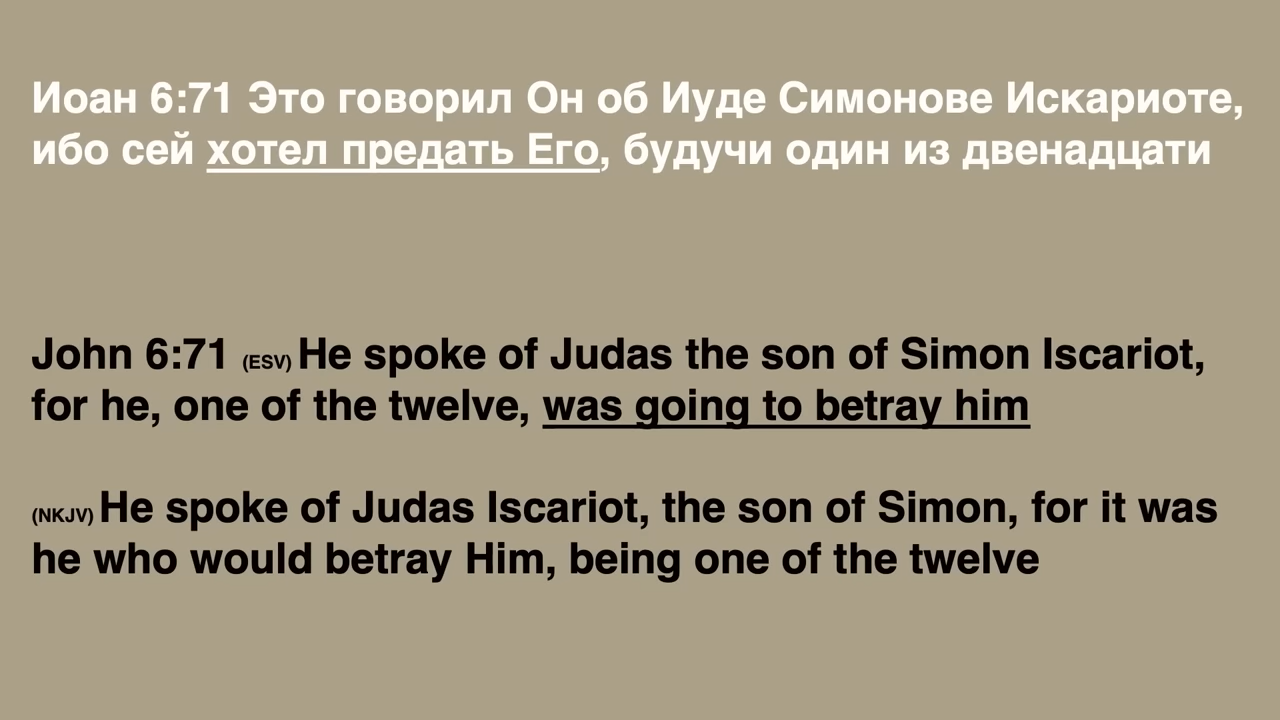 Иоан 6:71 Это говорил Он об Иуде Симонове Искариоте,
ибо сей хотел предать Его, будучи один из двенадцати
John 6:71 (ESV) He spoke of Judas the son of Simon Iscariot,
for he, one of the twelve, was going to betray him
(NKJV) He spoke of Judas Iscariot, the son of Simon, for it was
he who would betray Him, being one of the twelve